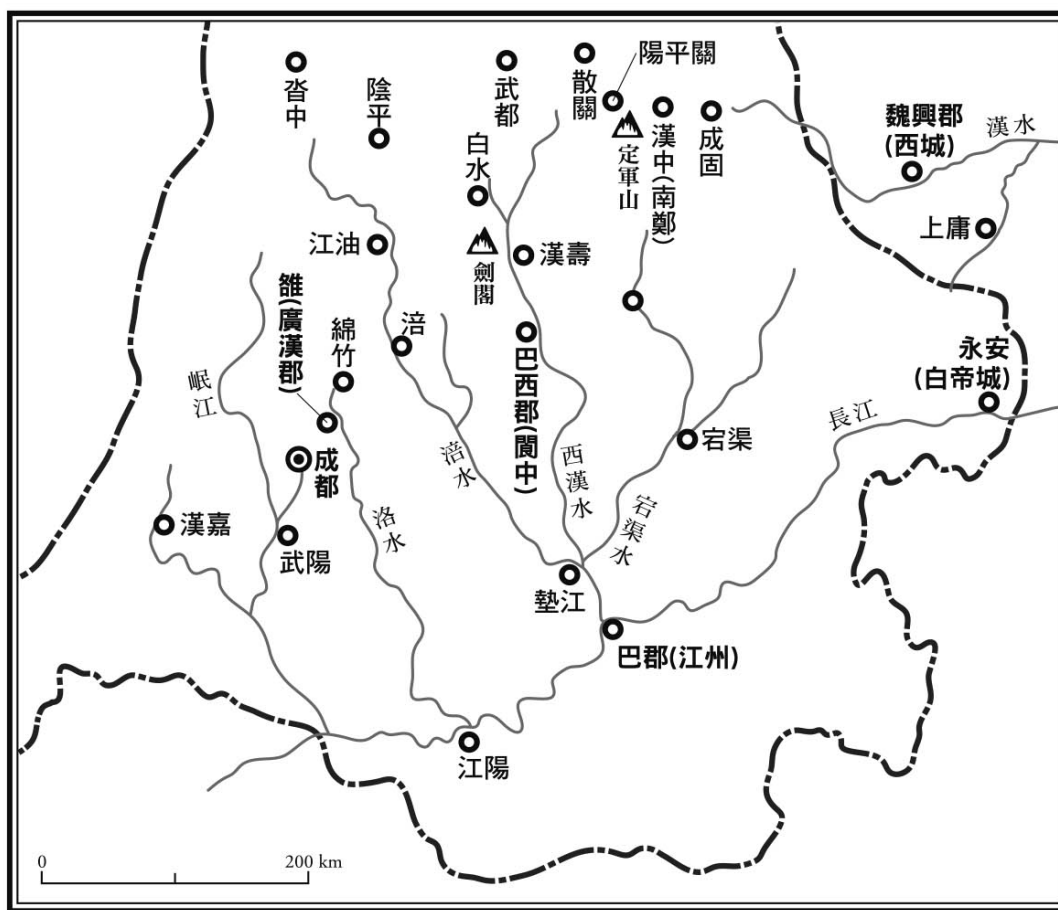 沓中
陰平
武都
散關
陽平關
定軍山
漢中(南鄭)
成固
魏興郡
(西城)
漢水
上庸
白水
江油
劍閣
漢壽
雒(廣漢郡)
綿竹
涪
巴西郡(閬中)
永安
(白帝城)
岷江
長江
成都
涪水
西漢水
宕渠
宕渠水
漢嘉
武陽
洛水
墊江
巴郡(江州)
江陽
0
200 km